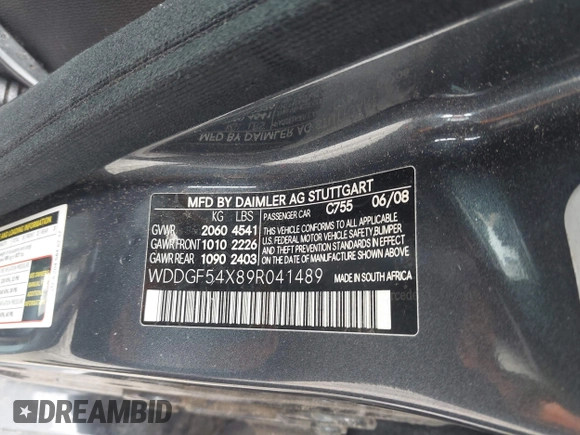 MFD BY DAIMLER AG STUTTGART
KG LBS PASSENGER CAR C755 06/08
GVWR 2060 4541
GAWR FRONT 1010 2226
GAWR REAR 1090 2403
THIS VEHICLE CONFORMS TO ALL APPLICABLE
U.S. FEDERAL MOTOR VEHICLE SAFETY, BUMPER
AND THEFT PREVENTION STANDARDS IN EFFECT
ON THE DATE OF MANUFACTURE SHOWN ABOVE
WDDGF54X89R041489 MADE IN SOUTH AFRICA
DREAMBID